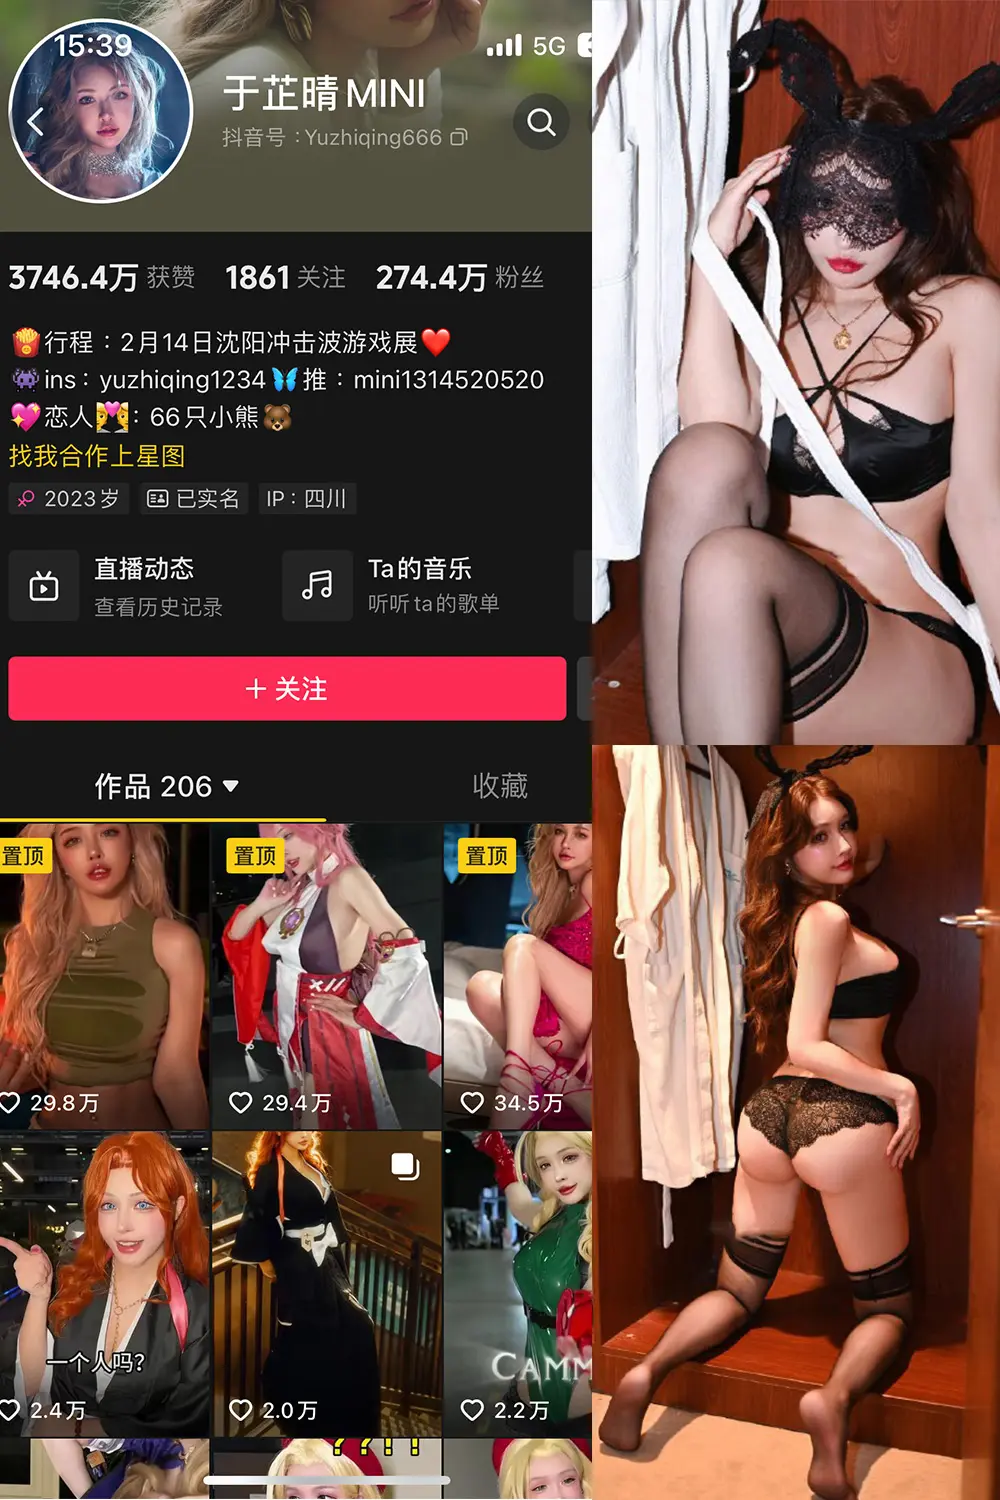 15:39
5G
于芷晴MINI
抖音号：Yuzhiqing666
3746.4万 获赞 1861 关注 274.4万 粉丝
🍟行程：2月14日沈阳冲击波游戏展❤️
👾ins：yuzhiqing1234🦋推：mini1314520520
💖恋人👩‍❤️‍💋‍👨：66只小熊🐻
找我合作上星图
2023岁 已实名 IP：四川
直播动态
查看历史记录
Ta的音乐
听听ta的歌单
+ 关注
作品 206 ▼ 收藏
置顶 置顶 置顶
29.8万 29.4万 34.5万
一个人吗?
CAMM
2.4万 2.0万 2.2万
??!!